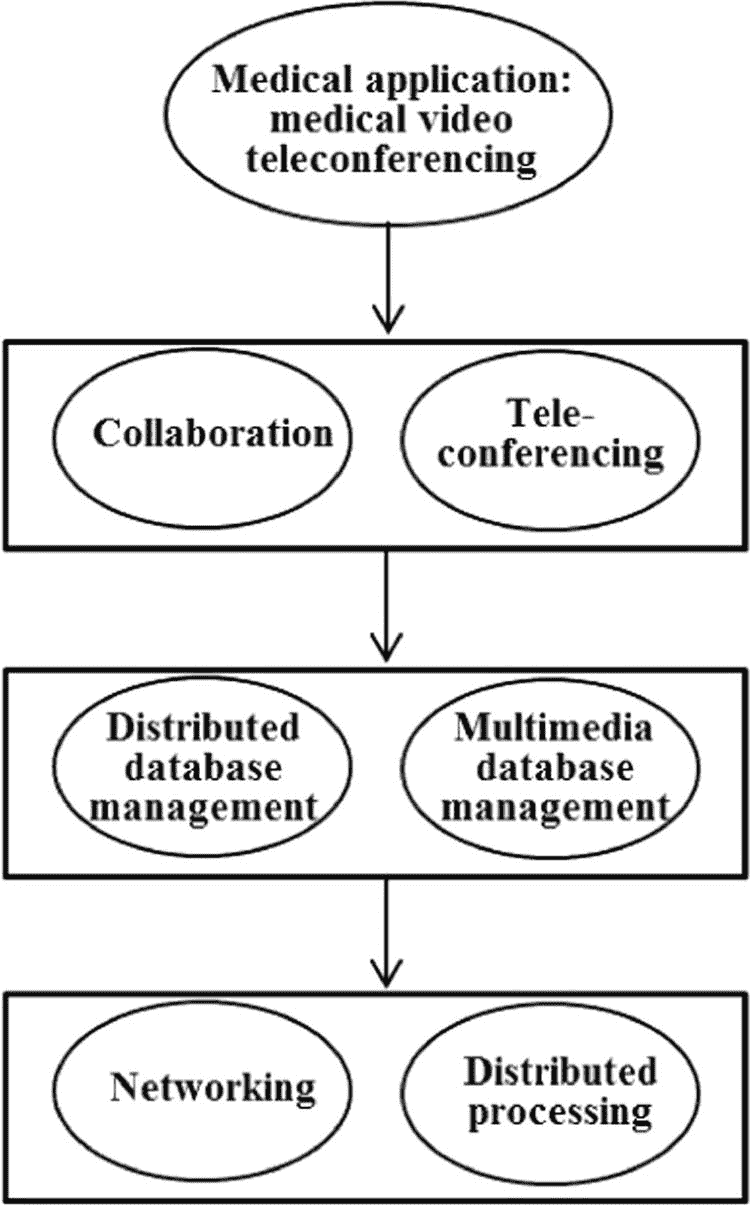 Medical application:
medical video
teleconferencing
Collaboration
Tele-
conferencing
Distributed
database
management
Multimedia
database
management
Networking
Distributed
processing